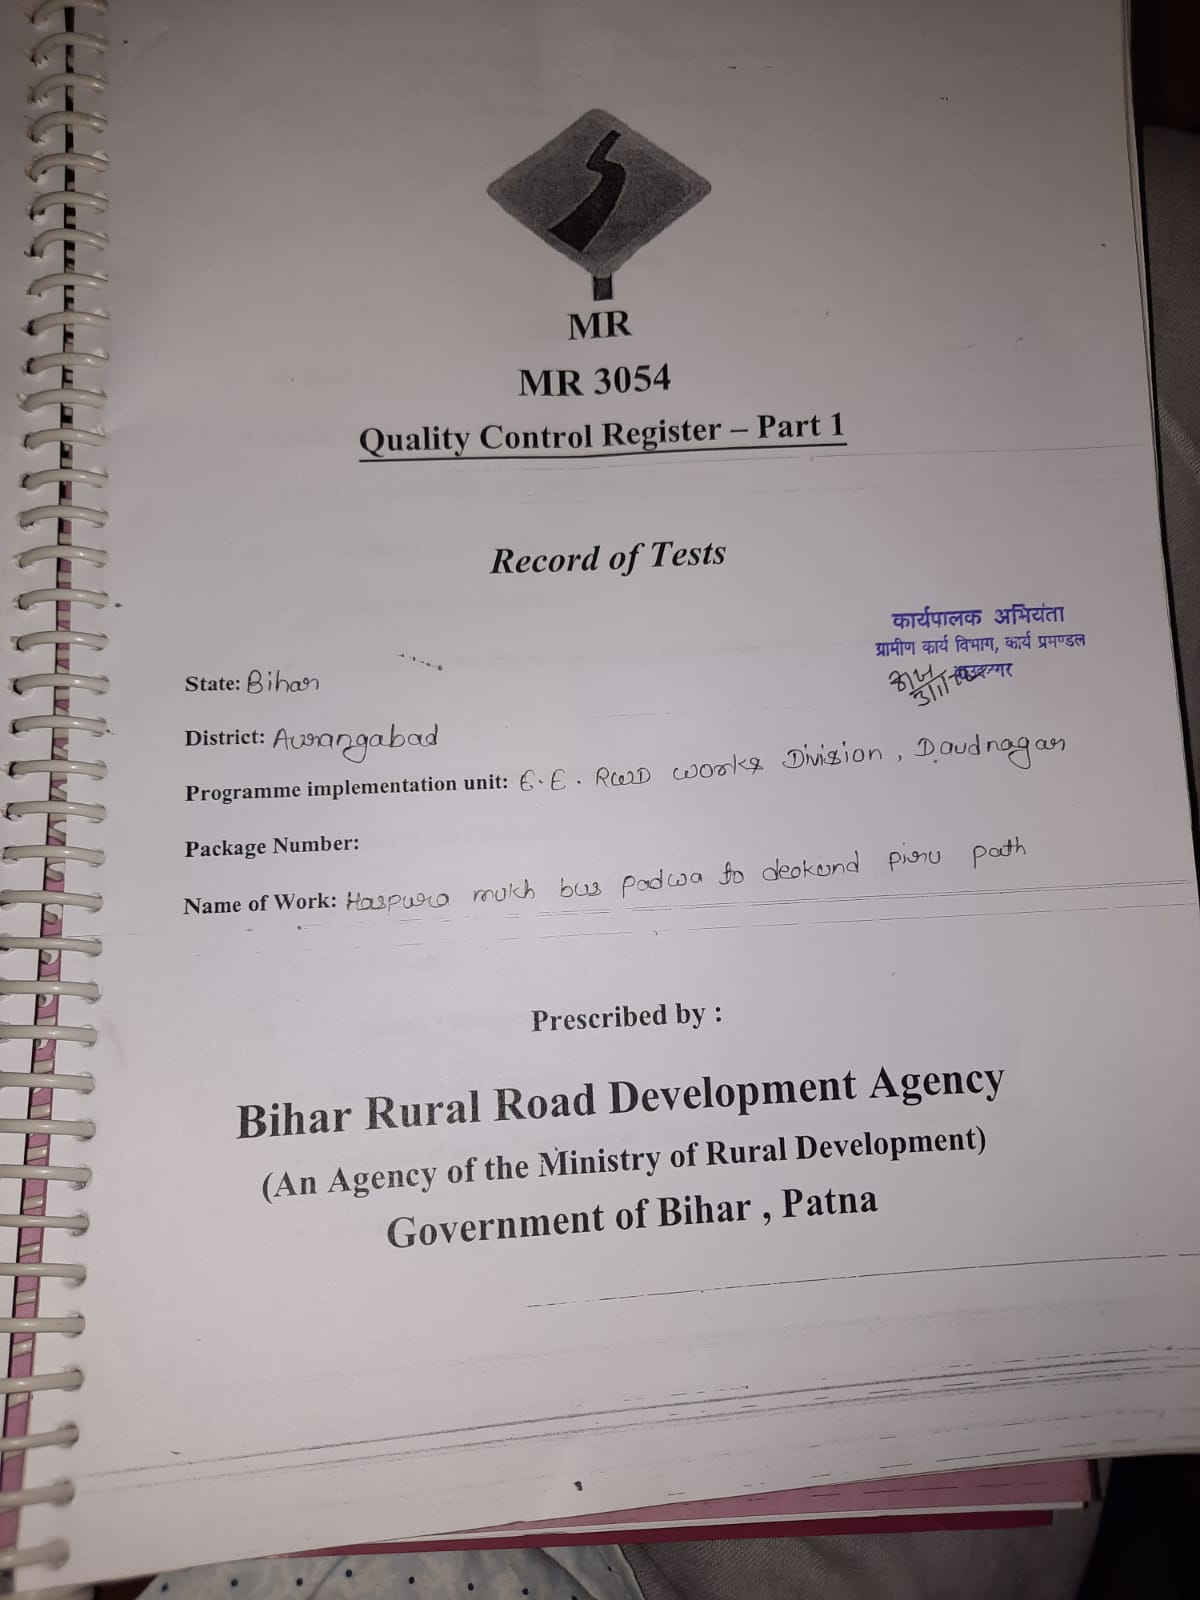 MR
MR 3054
Quality Control Register – Part 1
Record of Tests
कार्यपालक अभियंता
ग्रामीण कार्य विभाग, कार्य प्रमण्डल
State: Bihar
District: Aurangabad
Programme implementation unit: E.E. RWD works Division, Daudnagar
Package Number:
Name of Work: Haspura mukh bus padwa to deokund piru path
Prescribed by :
Bihar Rural Road Development Agency
(An Agency of the Ministry of Rural Development)
Government of Bihar , Patna